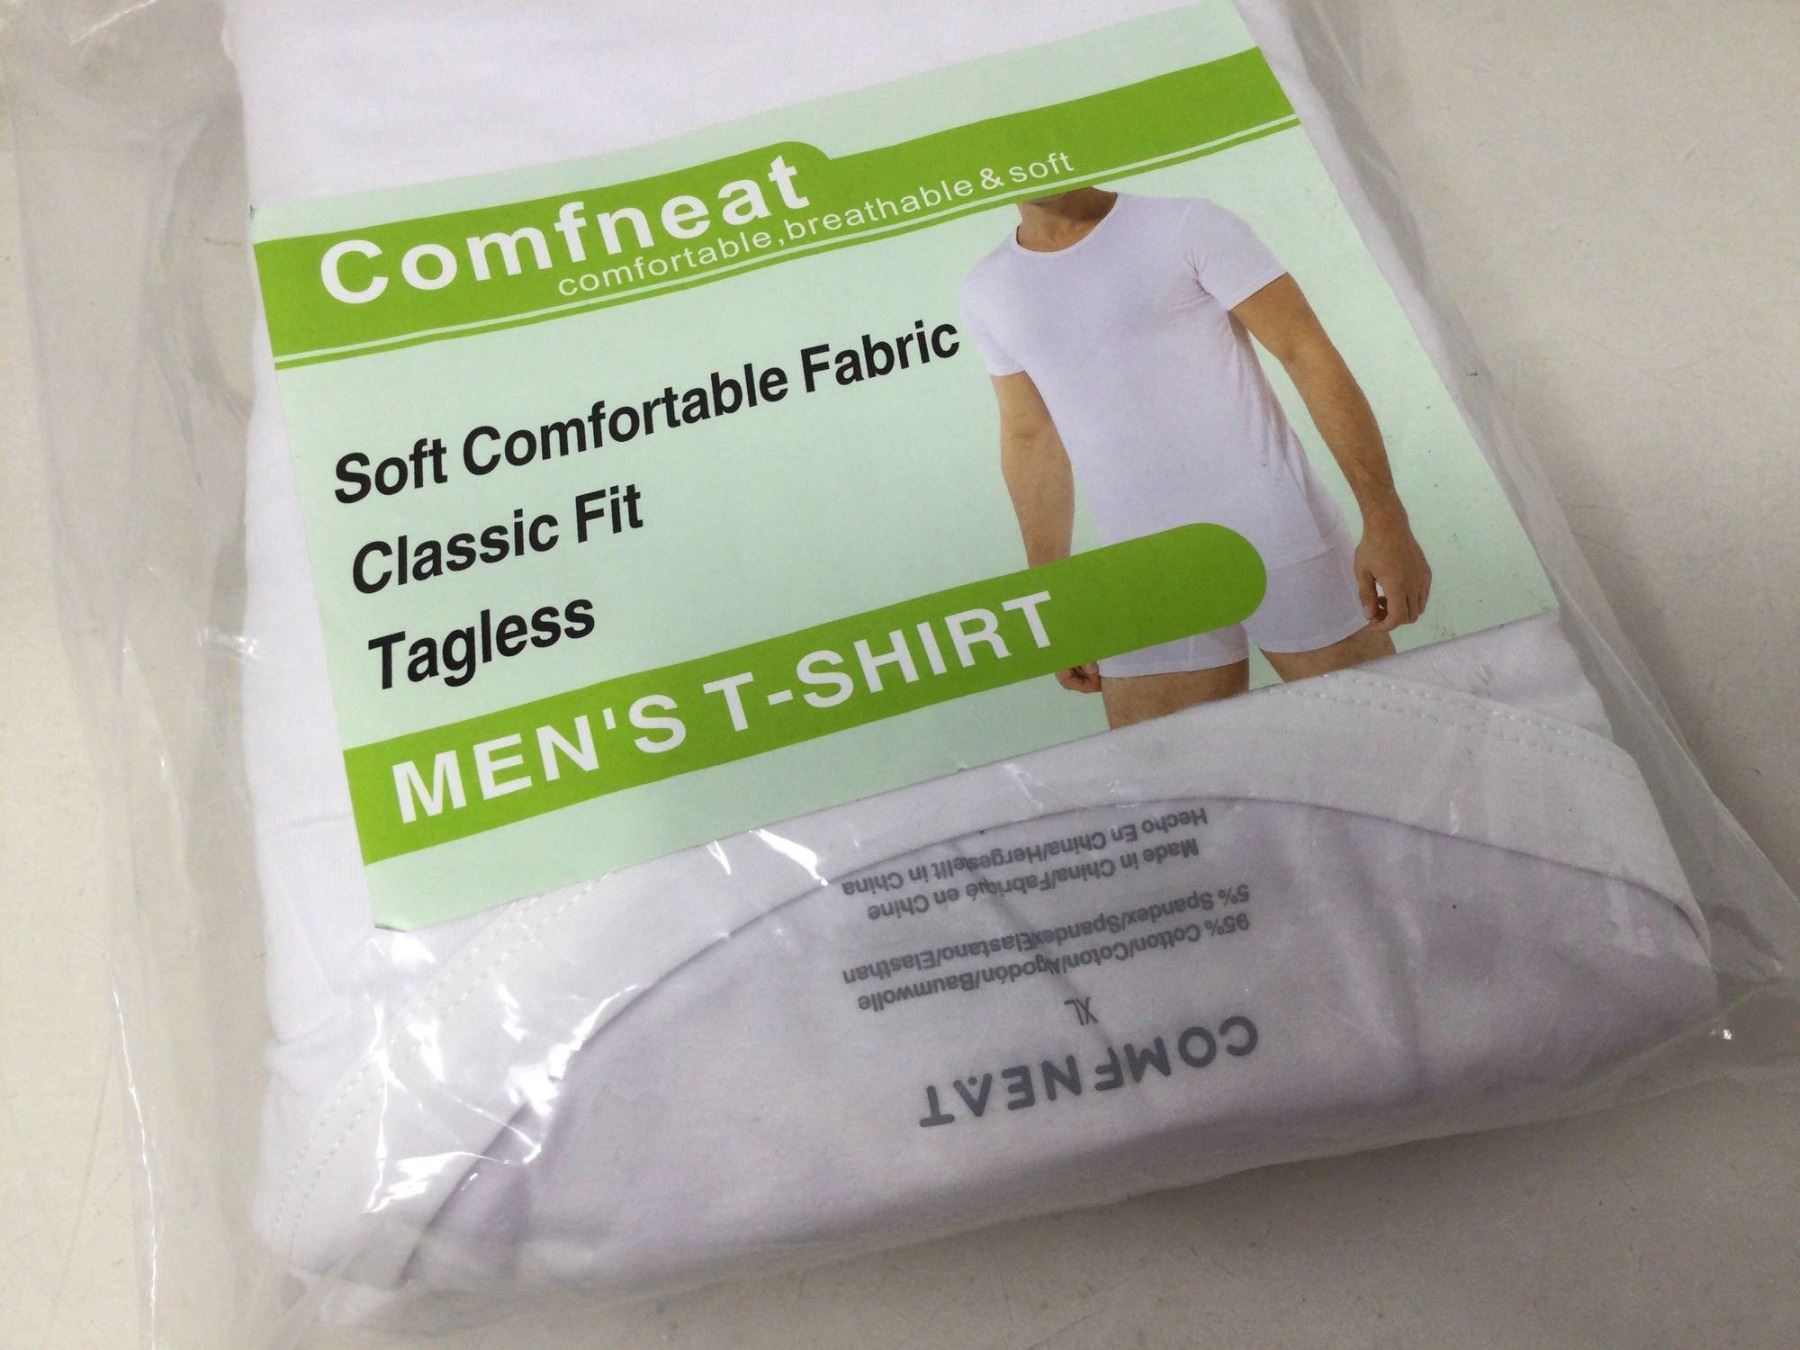 Comfneat
comfortable,breathable & soft
Soft Comfortable Fabric
Classic Fit
Tagless
MEN'S T-SHIRT
COMFNEAT
XL
95% Cotton/Coton/Algodón/Baumwolle
5% Spandex/Spandex/Elastano/Elasthan
Made in China/Fabriqué en Chine
Hecho En China/Hergesellt in China